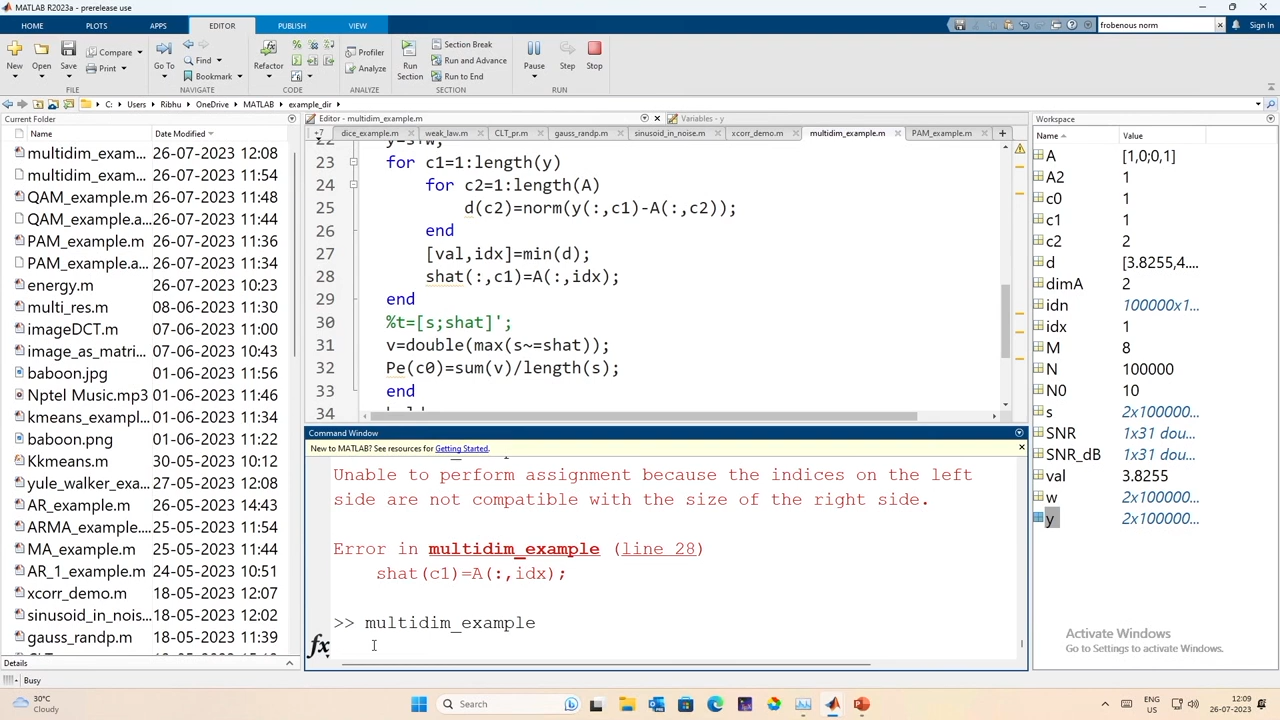 MATLAB R2023a - prerelease use
HOME PLOTS APPS EDITOR PUBLISH VIEW
frobenous norm
Sign In
New Open Save Compare Print
Go To Find Bookmark
Refactor
Profiler Analyze
Run Section
Section Break
Run and Advance
Run to End
Pause Step Stop
FILE NAVIGATE CODE ANALYZE SECTION RUN
C: Users Ribhu OneDrive MATLAB example_dir
Current Folder
Name Date Modified
multidim_exam... 26-07-2023 12:08
multidim_exam... 26-07-2023 11:54
QAM_example.m 26-07-2023 11:48
QAM_example.a... 26-07-2023 11:44
PAM_example.m 26-07-2023 11:36
PAM_example.a... 26-07-2023 11:34
energy.m 26-07-2023 10:23
multi_res.m 08-06-2023 11:30
imageDCT.m 07-06-2023 11:00
image_as_matri... 07-06-2023 10:43
baboon.jpg 01-06-2023 11:56
Nptel Music.mp3 01-06-2023 11:46
kmeans_exampl... 01-06-2023 11:34
baboon.png 01-06-2023 11:22
Kkmeans.m 30-05-2023 10:12
yule_walker_exa... 27-05-2023 12:08
AR_example.m 26-05-2023 14:43
ARMA_example.... 25-05-2023 11:54
MA_example.m 25-05-2023 11:54
AR_1_example.m 24-05-2023 10:51
xcorr_demo.m 18-05-2023 12:07
sinusoid_in_nois... 18-05-2023 12:02
gauss_randp.m 18-05-2023 11:39
Details
Editor - multidim_example.m
Variables - y
+7 dice_example.m weak_law.m CLT_pr.m gauss_randp.m sinusoid_in_noise.m xcorr_demo.m multidim_example.m PAM_example.m +
22 y=s+w;
23 for c1=1:length(y)
24 for c2=1:length(A)
25 d(c2)=norm(y(:,c1)-A(:,c2));
26 end
27 [val,idx]=min(d);
28 shat(:,c1)=A(:,idx);
29 end
30 %t=[s;shat]';
31 v=double(max(s~=shat));
32 Pe(c0)=sum(v)/length(s);
33 end
34
Command Window
New to MATLAB? See resources for Getting Started.
Unable to perform assignment because the indices on the left
side are not compatible with the size of the right side.
Error in multidim_example (line 28)
shat(c1)=A(:,idx);
>> multidim_example
fx
Workspace
Name Value
A [1,0;0,1]
A2 1
c0 1
c1 1
c2 2
d [3.8255,4....
dimA 2
idn 100000x1...
idx 1
M 8
N 100000
N0 10
s 2x100000...
SNR 1x31 dou...
SNR_dB 1x31 dou...
val 3.8255
w 2x100000...
y 2x100000...
Activate Windows
Go to Settings to activate Windows.
Busy
30°C
Cloudy
Search
ENG
US
12:09
26-07-2023